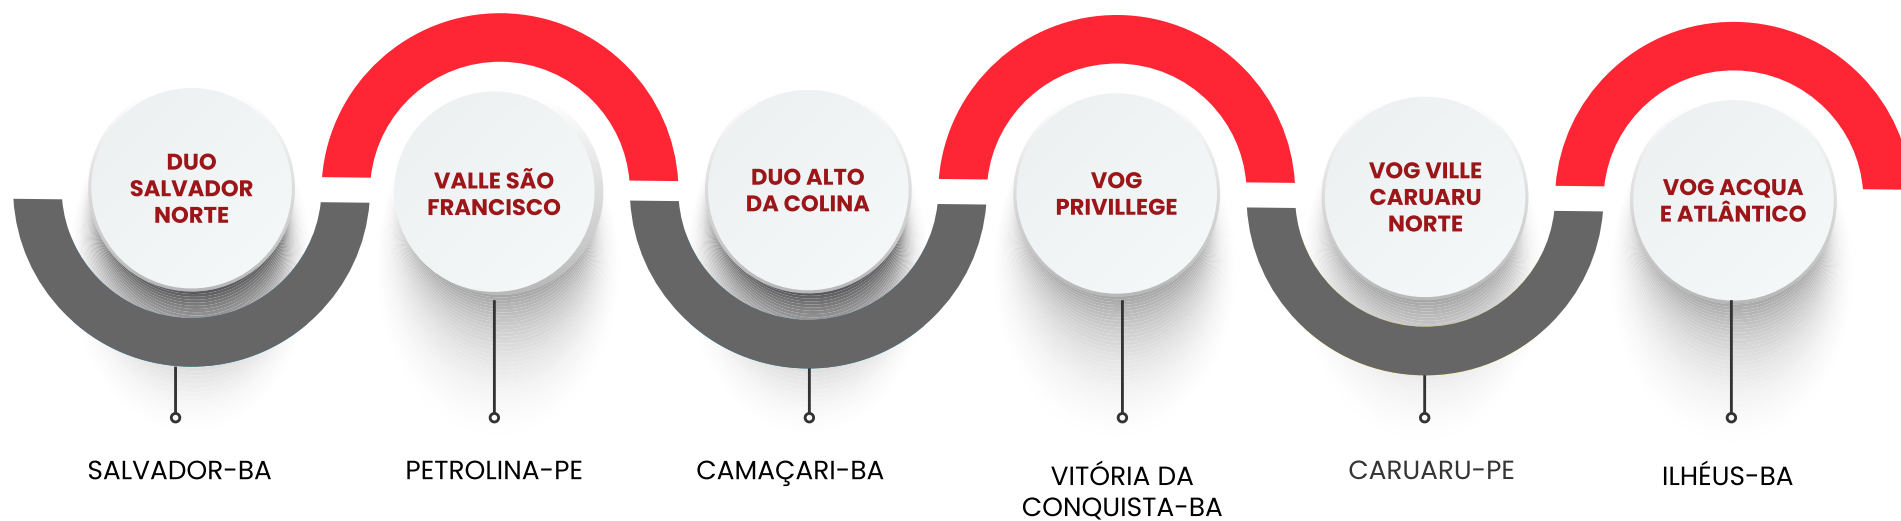 DUO
SALVADOR
NORTE
VALLE SÃO
FRANCISCO
DUO ALTO
DA COLINA
VOG
PRIVILLEGE
VOG VILLE
CARUARU
NORTE
VOG ACQUA
E ATLÂNTICO
SALVADOR-BA
PETROLINA-PE
CAMAÇARI-BA
VITÓRIA DA
CONQUISTA-BA
CARUARU-PE
ILHÉUS-BA